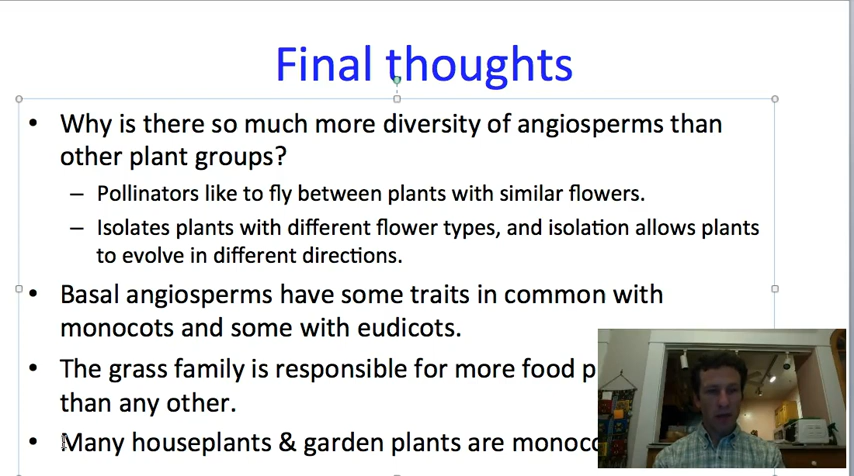 Final thoughts
• Why is there so much more diversity of angiosperms than
other plant groups?
– Pollinators like to fly between plants with similar flowers.
– Isolates plants with different flower types, and isolation allows plants
to evolve in different directions.
• Basal angiosperms have some traits in common with
monocots and some with eudicots.
• The grass family is responsible for more food
than any other.
• Many houseplants & garden plants are